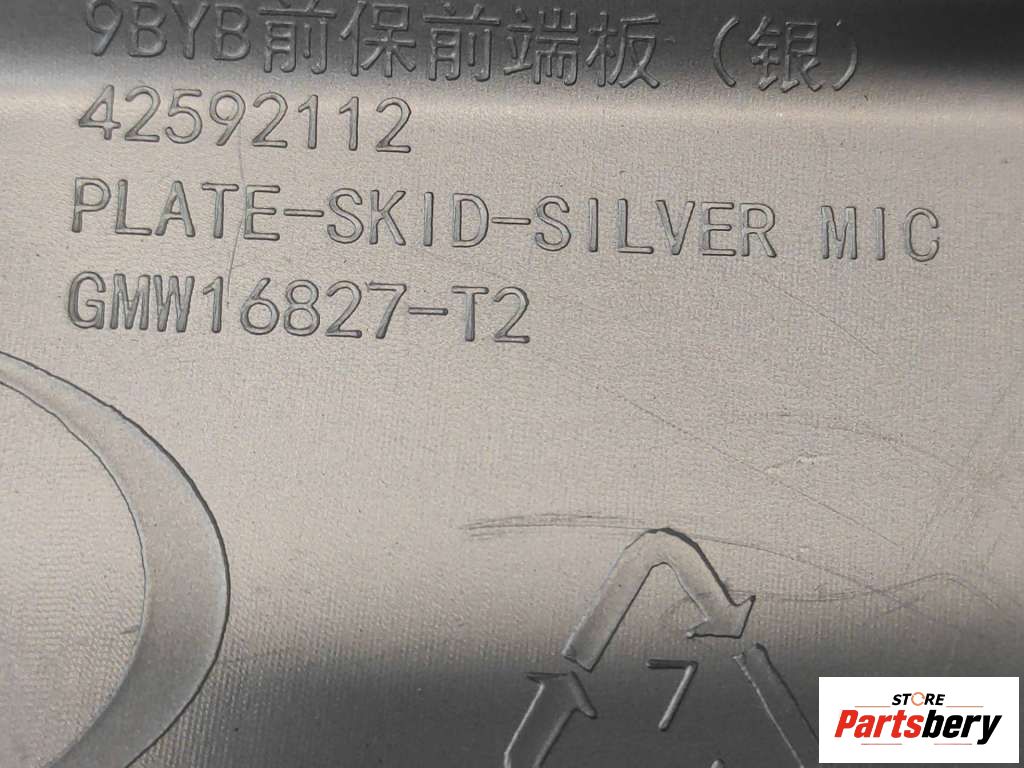 9BYB前保前端板（银）
42592112
PLATE-SKID-SILVER MIC
GMW16827-T2
7
STORE
Partsbery